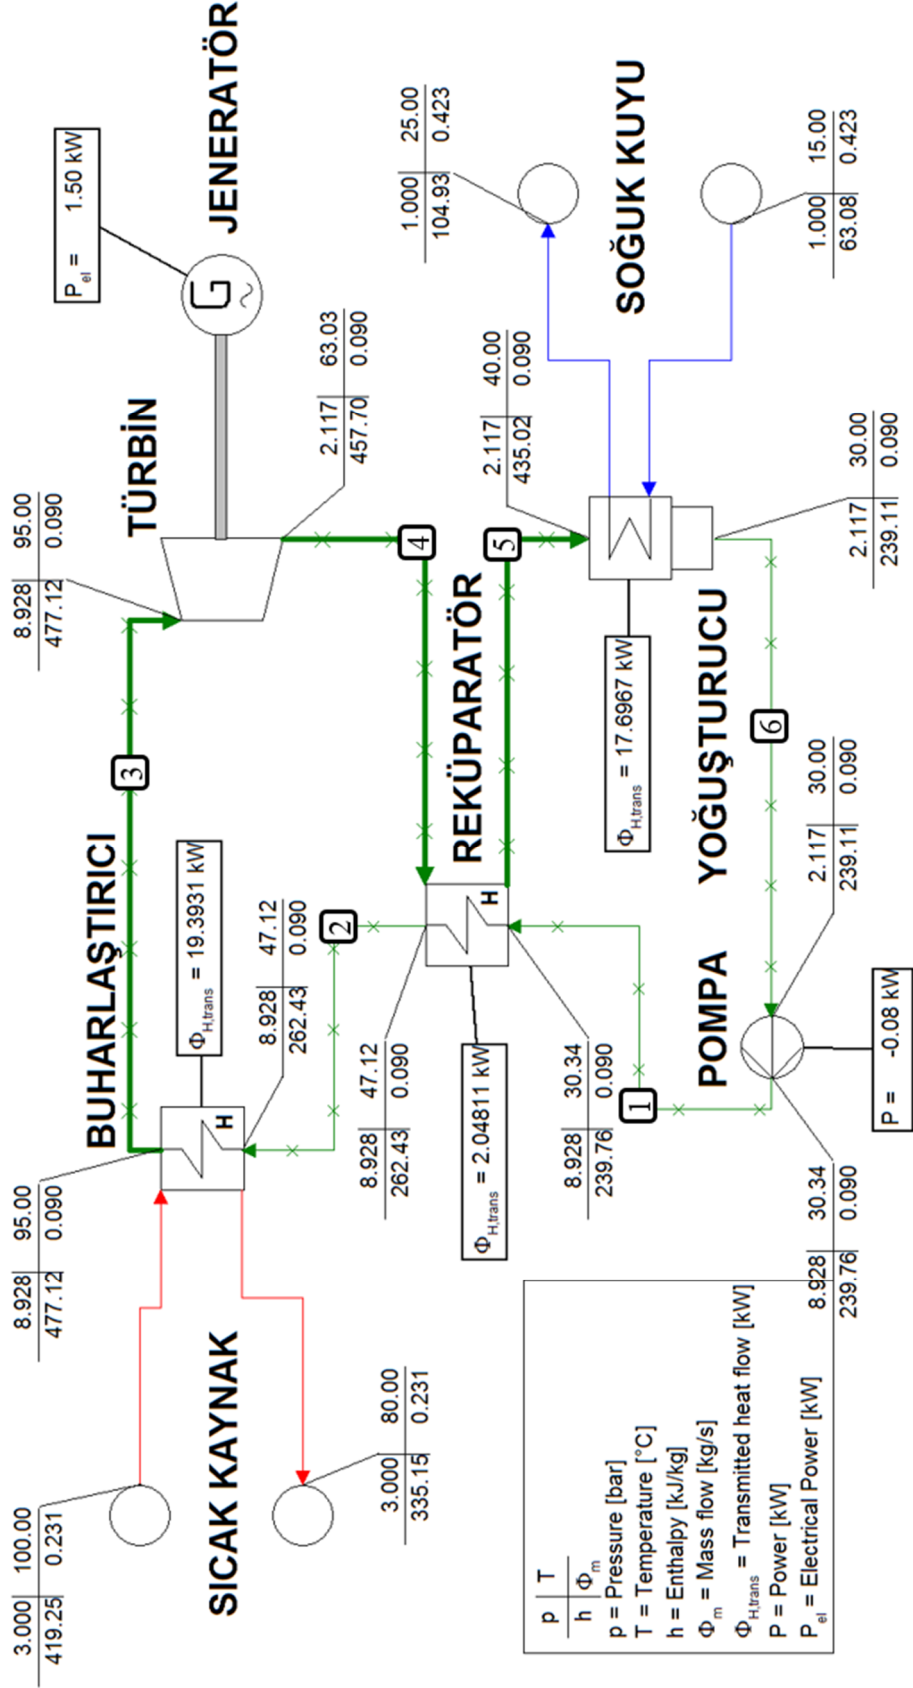 3.000 100.00
419.25 0.231
SICAK KAYNAK
3.000 80.00
335.15 0.231
8.928 95.00
477.12 0.090
BUHARLAŞTIRICI
H
ΦH,trans = 19.3931 kW
8.928 47.12
262.43 0.090
3
8.928 95.00
477.12 0.090
TÜRBİN
Pel = 1.50 kW
G
~
JENERATÖR
2.117 63.03
457.70 0.090
2
4
8.928 47.12
262.43 0.090
H
REKÜPARATÖR
ΦH,trans = 2.04811 kW
5
2.117 40.00
435.02 0.090
1.000 25.00
104.93 0.423
SOĞUK KUYU
1.000 15.00
63.08 0.423
8.928 30.34
239.76 0.090
1
ΦH,trans = 17.6967 kW
YOĞUŞTURUCU
2.117 30.00
239.11 0.090
6
POMPA
2.117 30.00
239.11 0.090
P = -0.08 kW
8.928 30.34
239.76 0.090
p T
h Φm
p = Pressure [bar]
T = Temperature [°C]
h = Enthalpy [kJ/kg]
Φm = Mass flow [kg/s]
ΦH,trans = Transmitted heat flow [kW]
P = Power [kW]
Pel = Electrical Power [kW]